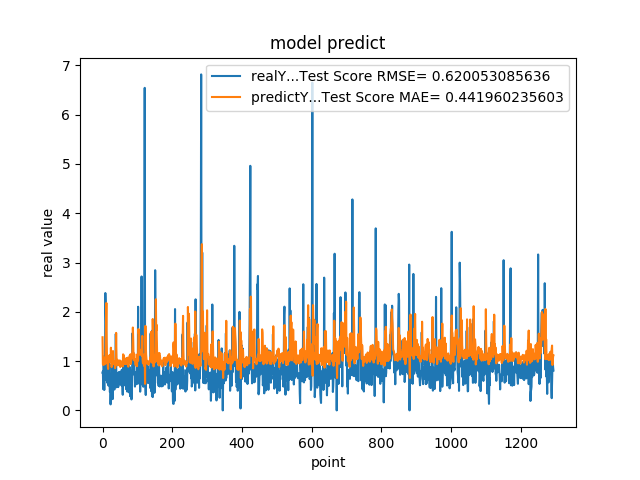 model predict
realY...Test Score RMSE= 0.620053085636
predictY...Test Score MAE= 0.441960235603
7
6
5
4
3
2
1
0
real value
0 200 400 600 800 1000 1200
point